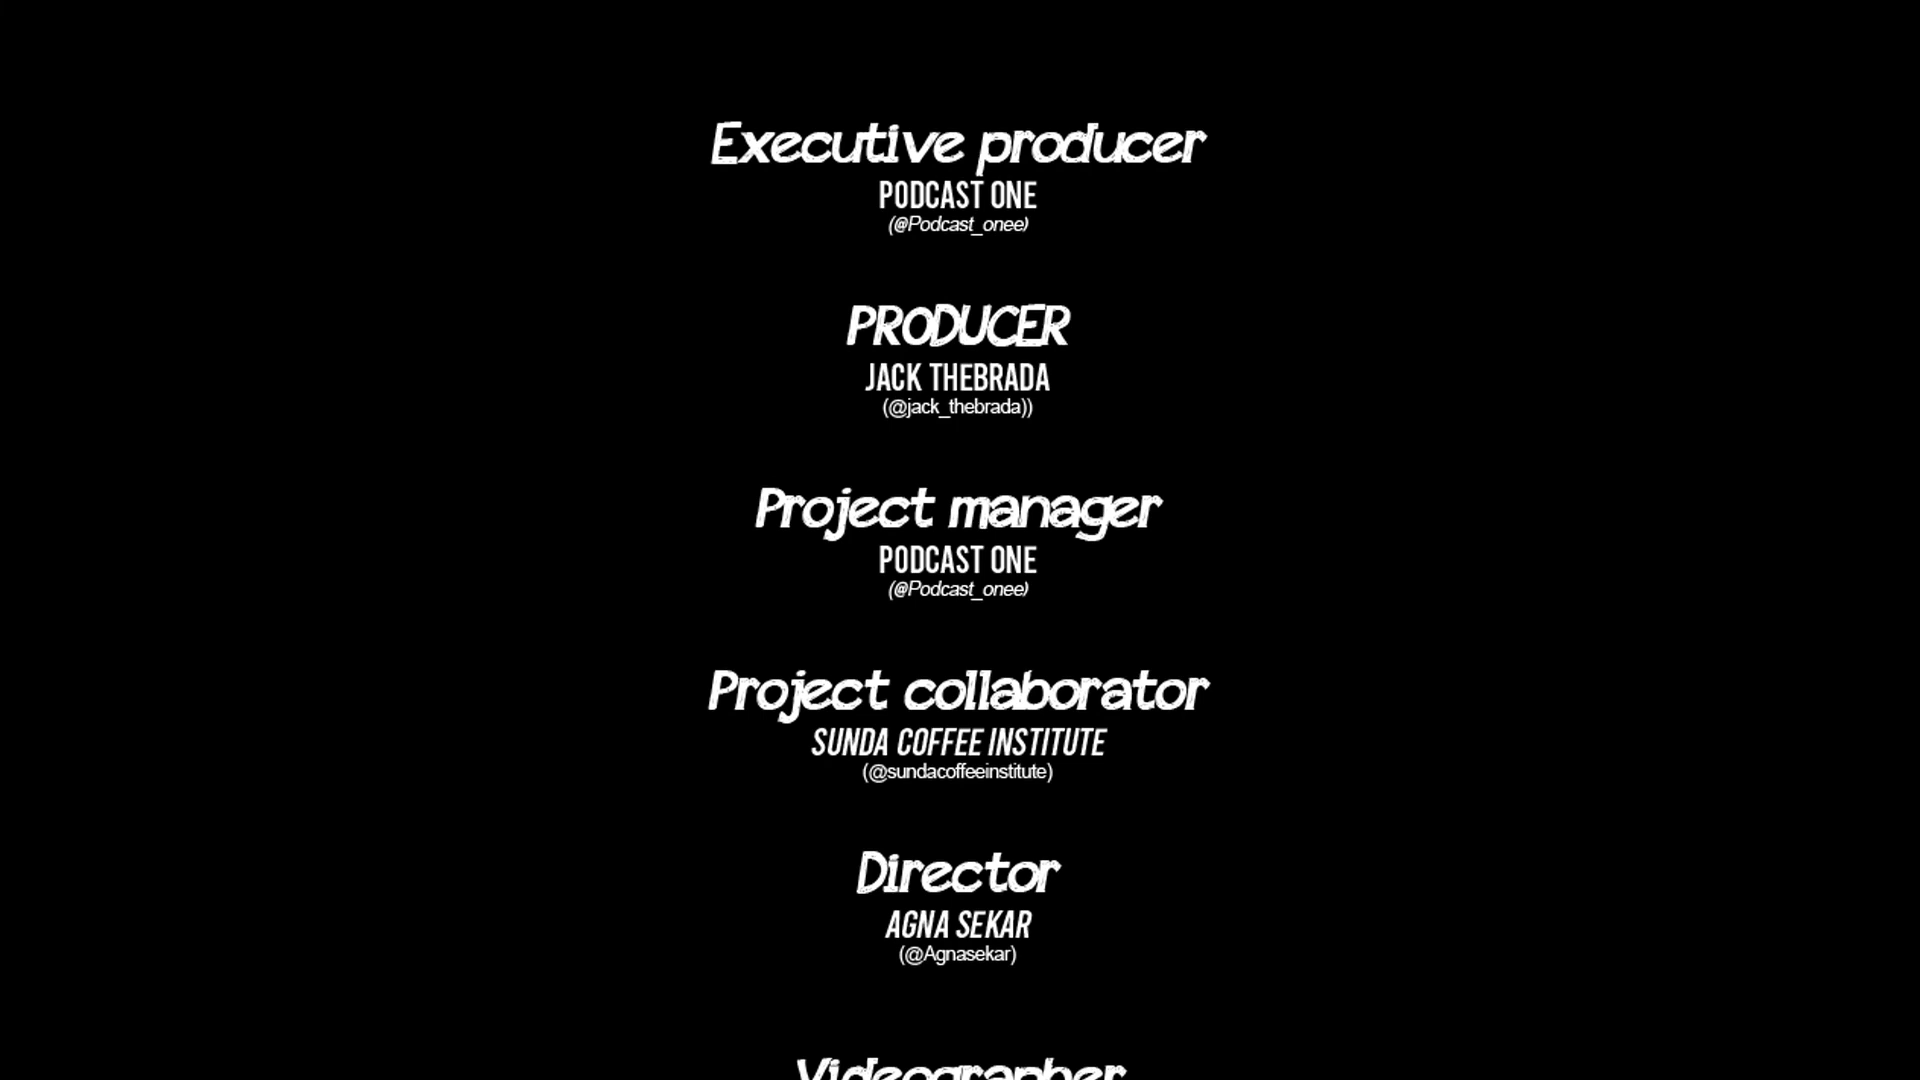 Executive producer
PODCAST ONE
(@Podcast_onee)
PRODUCER
JACK THEBRADA
(@jack_thebrada))
Project manager
PODCAST ONE
(@Podcast_onee)
Project collaborator
SUNDA COFFEE INSTITUTE
(@sundacoffeeinstitute)
Director
AGNA SEKAR
(@Agnasekar)
Videographer